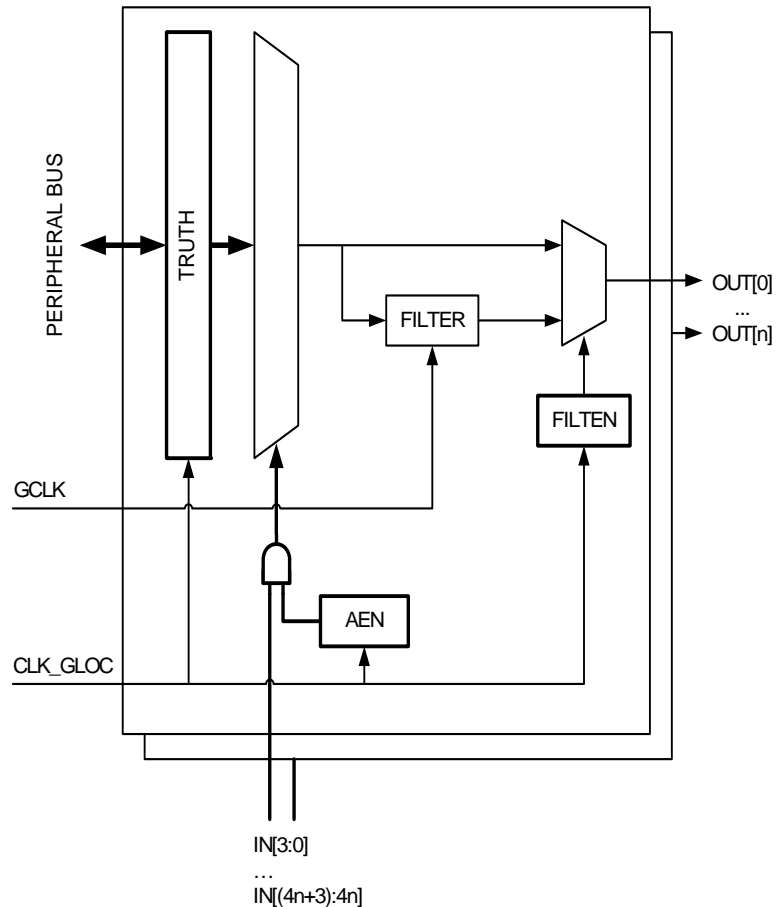 PERIPHERAL BUS
TRUTH
FILTER
OUT[0]
...
OUT[n]
FILTEN
GCLK
AEN
CLK_GLOC
IN[3:0]
…
IN[(4n+3):4n]